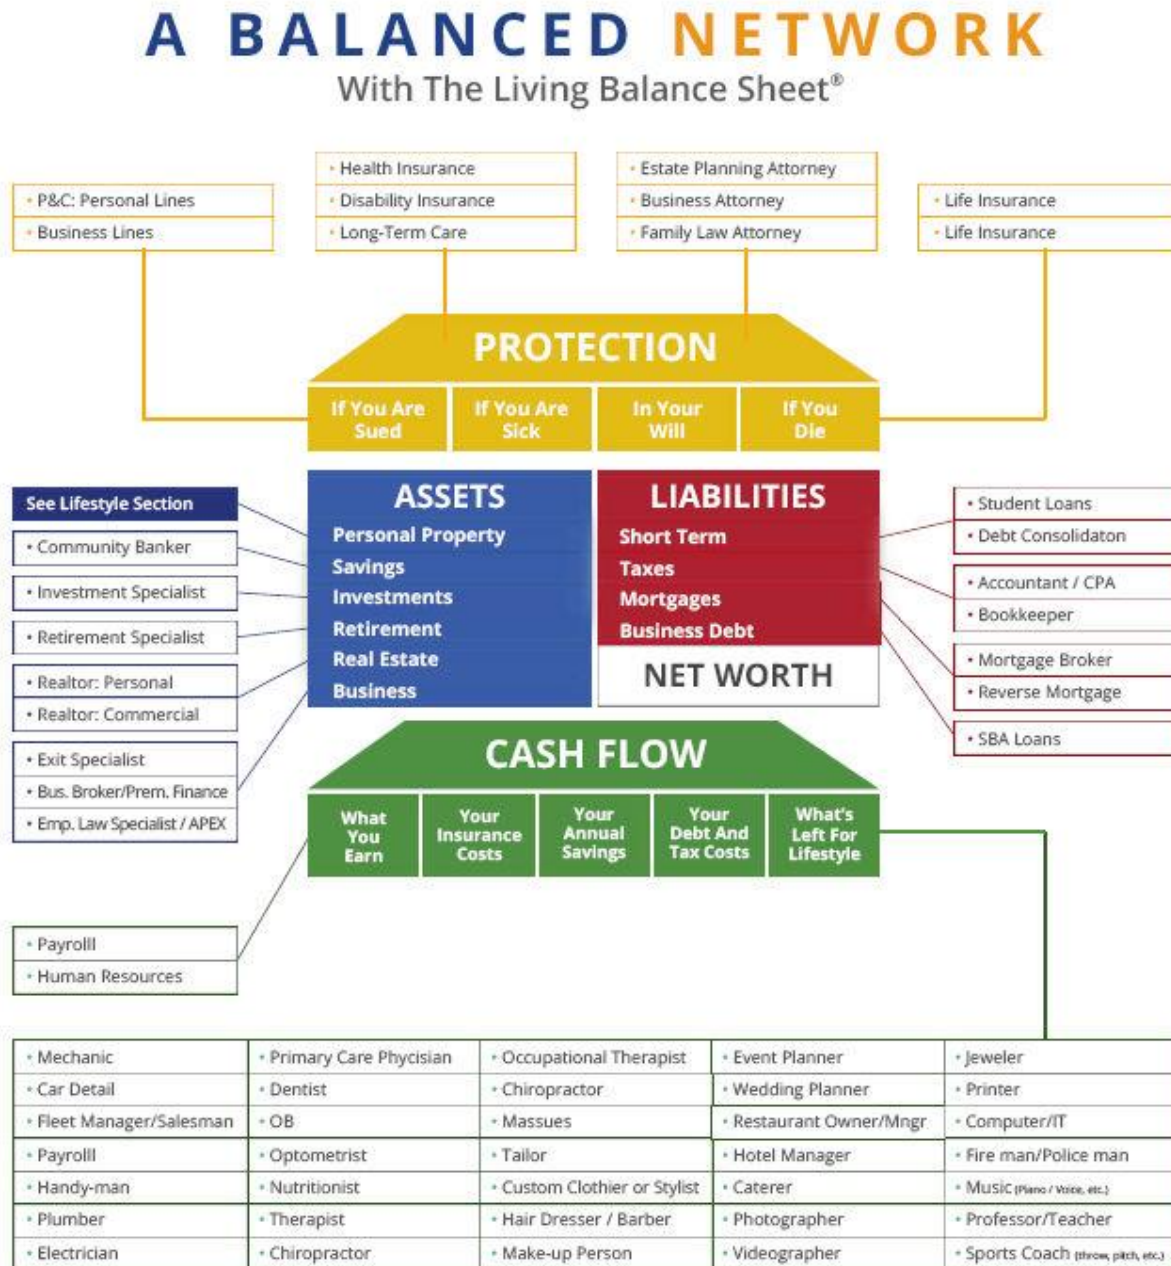 A BALANCED NETWORK
With The Living Balance Sheet®
• P&C: Personal Lines
• Business Lines
• Health Insurance
• Disability Insurance
• Long-Term Care
• Estate Planning Attorney
• Business Attorney
• Family Law Attorney
• Life Insurance
• Life Insurance
PROTECTION
If You Are
Sued
If You Are
Sick
In Your
Will
If You
Die
See Lifestyle Section
• Community Banker
• Investment Specialist
• Retirement Specialist
• Realtor: Personal
• Realtor: Commercial
• Exit Specialist
• Bus. Broker/Prem. Finance
• Emp. Law Specialist / APEX
ASSETS
Personal Property
Savings
Investments
Retirement
Real Estate
Business
LIABILITIES
Short Term
Taxes
Mortgages
Business Debt
NET WORTH
• Student Loans
• Debt Consolidaton
• Accountant / CPA
• Bookkeeper
• Mortgage Broker
• Reverse Mortgage
• SBA Loans
CASH FLOW
What
You
Earn
Your
Insurance
Costs
Your
Annual
Savings
Your
Debt And
Tax Costs
What's
Left For
Lifestyle
• Payrolll
• Human Resources
• Mechanic
• Car Detail
• Fleet Manager/Salesman
• Payrolll
• Handy-man
• Plumber
• Electrician
• Primary Care Phycisian
• Dentist
• OB
• Optometrist
• Nutritionist
• Therapist
• Chiropractor
• Occupational Therapist
• Chiropractor
• Massues
• Tailor
• Custom Clothier or Stylist
• Hair Dresser / Barber
• Make-up Person
• Event Planner
• Wedding Planner
• Restaurant Owner/Mngr
• Hotel Manager
• Caterer
• Photographer
• Videographer
• Jeweler
• Printer
• Computer/IT
• Fire man/Police man
• Music (Piano / Voice, etc.)
• Professor/Teacher
• Sports Coach (throw, pitch, etc.)